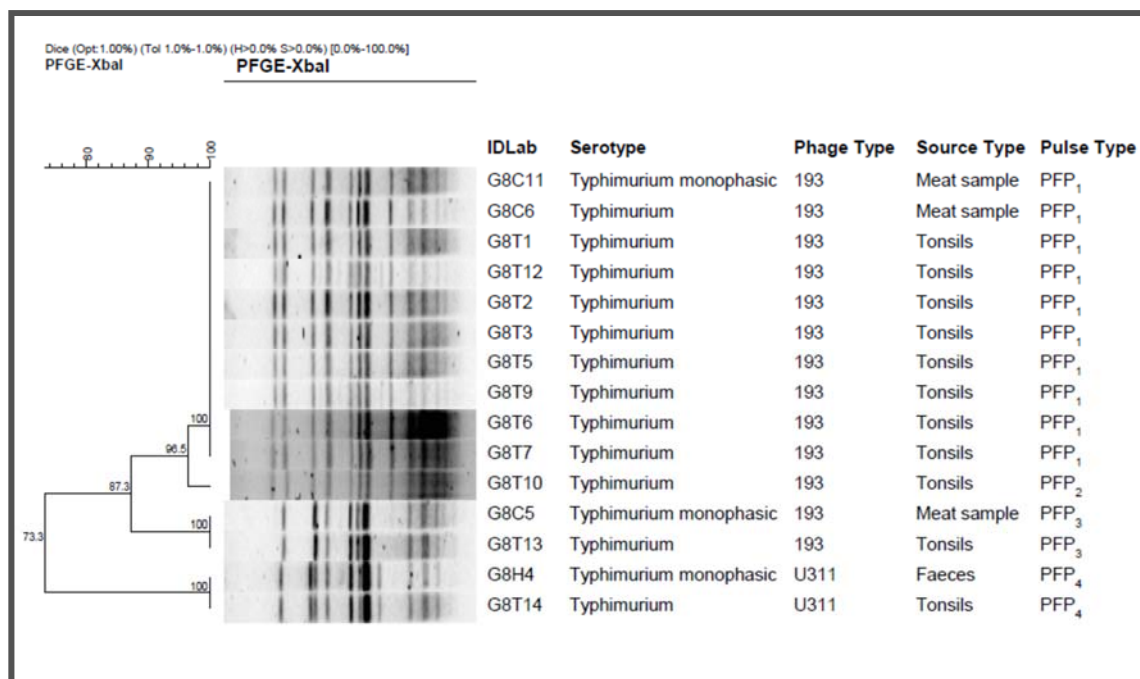 Dice (Opt:1.00%) (Tol 1.0%-1.0%) (H>0.0% S>0.0%) [0.0%-100.0%]
PFGE-XbaI PFGE-XbaI
80 90 100
IDLab Serotype Phage Type Source Type Pulse Type
G8C11 Typhimurium monophasic 193 Meat sample PFP1
G8C6 Typhimurium 193 Meat sample PFP1
G8T1 Typhimurium 193 Tonsils PFP1
G8T12 Typhimurium 193 Tonsils PFP1
G8T2 Typhimurium 193 Tonsils PFP1
G8T3 Typhimurium 193 Tonsils PFP1
G8T5 Typhimurium 193 Tonsils PFP1
G8T9 Typhimurium 193 Tonsils PFP1
100 G8T6 Typhimurium 193 Tonsils PFP1
96.5 G8T7 Typhimurium 193 Tonsils PFP1
87.3 G8T10 Typhimurium 193 Tonsils PFP2
G8C5 Typhimurium monophasic 193 Meat sample PFP3
73.3 100 G8T13 Typhimurium 193 Tonsils PFP3
G8H4 Typhimurium monophasic U311 Faeces PFP4
100 G8T14 Typhimurium U311 Tonsils PFP4